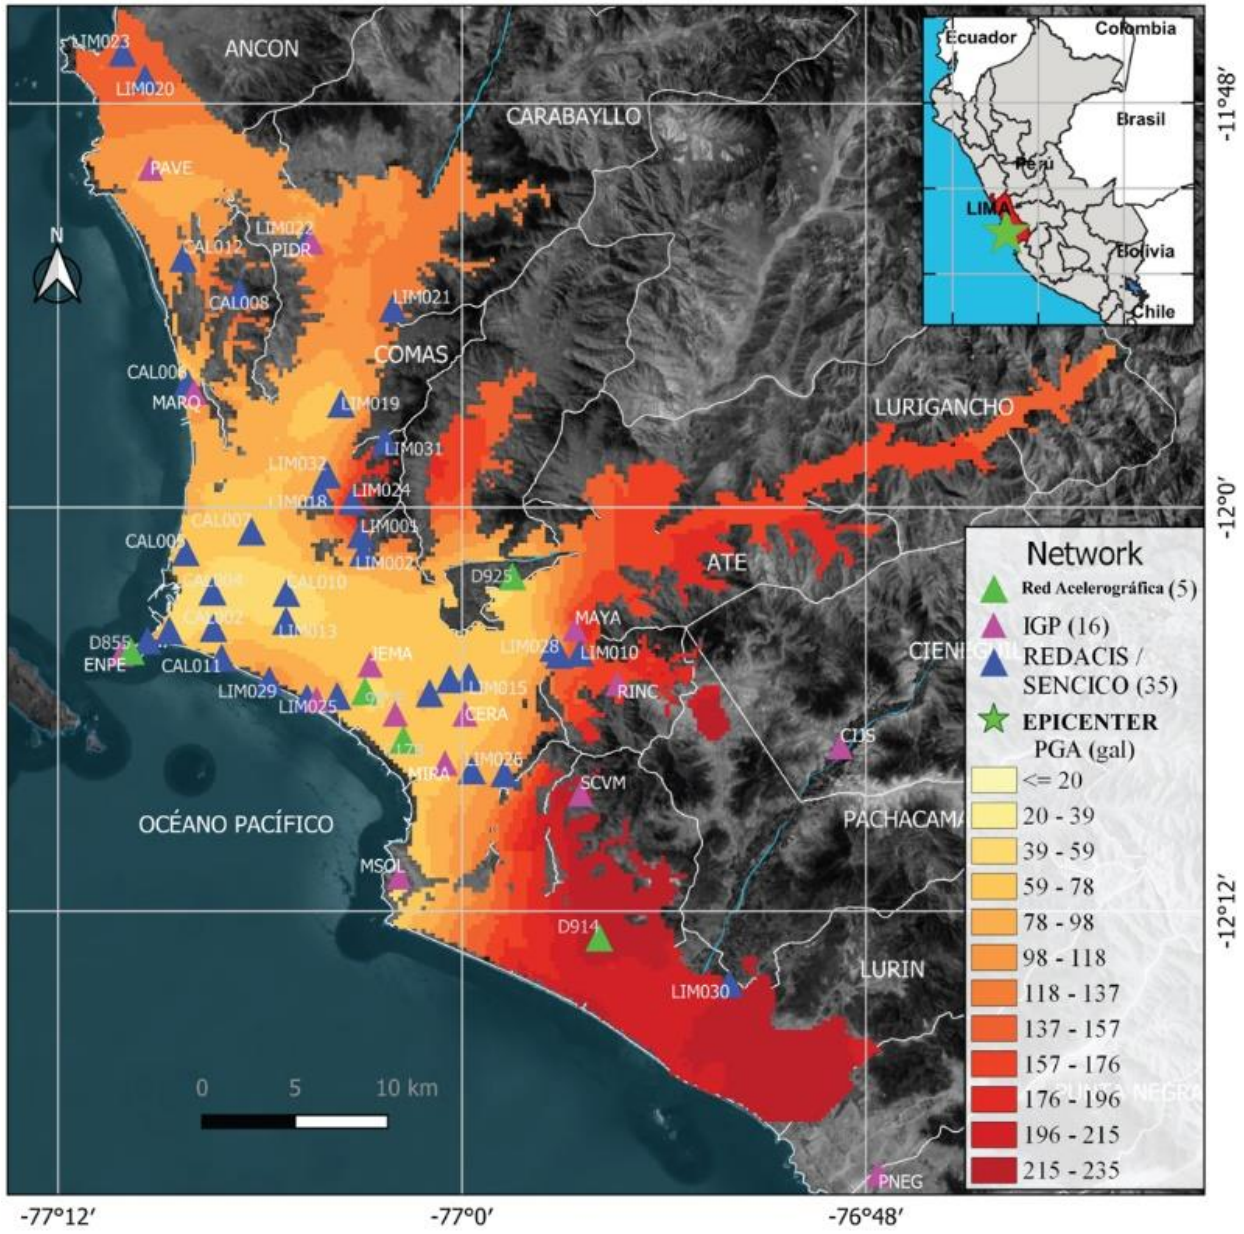 LIM023
ANCON
LIM020
CARABAYLLO
PAVE
LIM022
PIDR
CAL012
CAL008
LIM021
COMAS
CAL006
MARQ
LIM019
LURIGANCHO
LIM031
LIM032
LIM024
LIM018
CAL007
LIM001
CAL005
LIM002
ATE
D925
CAL004
CAL010
CAL002
LIM013
MAYA
D855
ENPE
CAL011
JEMA
LIM028
LIM010
LIM029
LIM025
LIM015
RINC
CERA
MIRA
LIM026
SCVM
OCÉANO PACÍFICO
MSOL
D914
LIM030
LURIN
PNEG
N
0 5 10 km
Ecuador
Colombia
Brasil
Perú
LIMA
Bolivia
Chile
Network
Red Acelerográfica (5)
IGP (16)
REDACIS /
SENCICO (35)
EPICENTER
PGA (gal)
<= 20
20 - 39
39 - 59
59 - 78
78 - 98
98 - 118
118 - 137
137 - 157
157 - 176
176 - 196
196 - 215
215 - 235
PUNTA NEGRA
-11°48'
-12°0'
-12°12'
-77°12'
-77°0'
-76°48'